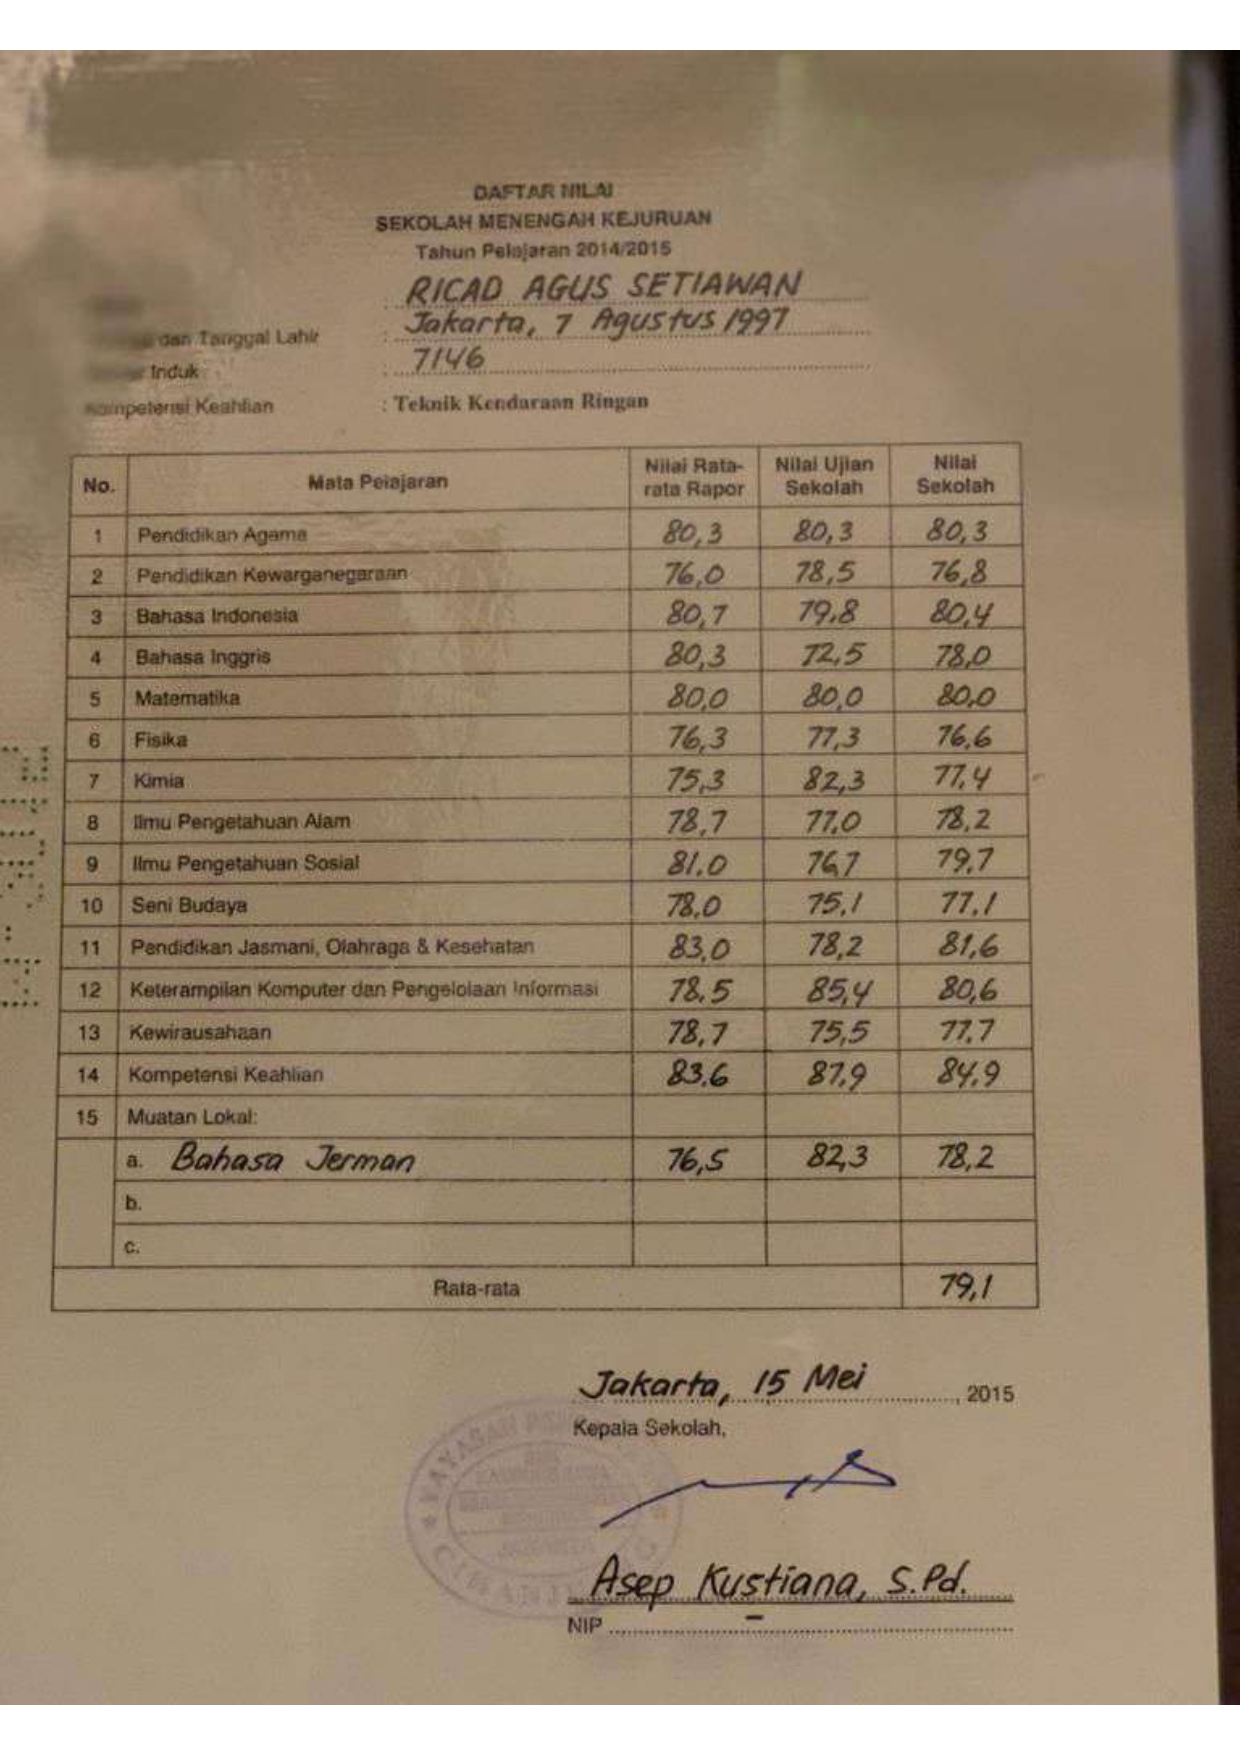 DAFTAR NILAI
SEKOLAH MENENGAH KEJURUAN
Tahun Pelajaran 2014/2015
: RICAD AGUS SETIAWAN
dan Tanggal Lahir : Jakarta, 7 Agustus 1997
Induk : 7146
Kompetensi Keahlian : Teknik Kendaraan Ringan
No. Mata Pelajaran Nilai Rata-rata Rapor Nilai Ujian Sekolah Nilai Sekolah
1 Pendidikan Agama 80,3 80,3 80,3
2 Pendidikan Kewarganegaraan 76,0 78,5 76,8
3 Bahasa Indonesia 80,7 79,8 80,4
4 Bahasa Inggris 80,3 72,5 78,0
5 Matematika 80,0 80,0 80,0
6 Fisika 76,3 77,3 76,6
7 Kimia 75,3 82,3 77,4
8 Ilmu Pengetahuan Alam 78,7 77,0 78,2
9 Ilmu Pengetahuan Sosial 81,0 76,7 79,7
10 Seni Budaya 78,0 75,1 77,1
11 Pendidikan Jasmani, Olahraga & Kesehatan 83,0 78,2 81,6
12 Keterampilan Komputer dan Pengelolaan Informasi 78,5 85,4 80,6
13 Kewirausahaan 78,7 75,5 77,7
14 Kompetensi Keahlian 83,6 87,9 84,9
15 Muatan Lokal:
a. Bahasa Jerman 76,5 82,3 78,2
b.
c.
Rata-rata 79,1
Jakarta, 15 Mei, 2015
Kepala Sekolah,
Asep Kustiana, S.Pd.
NIP –
YAYASAN